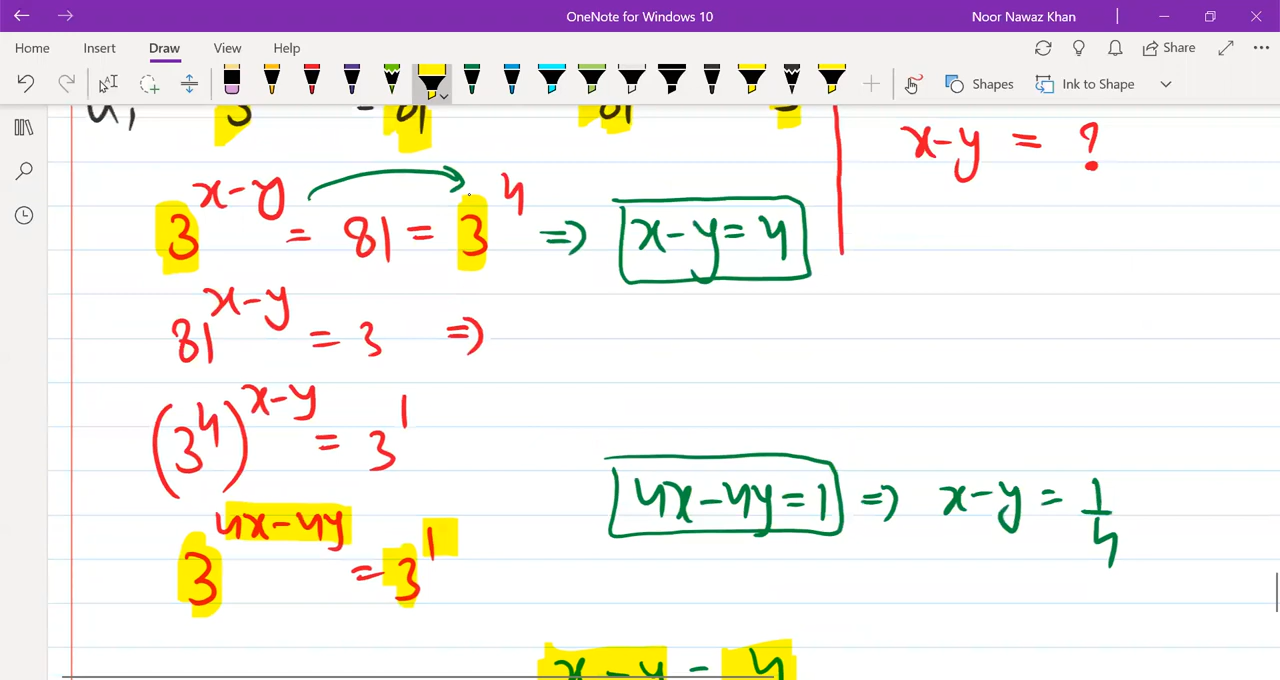 OneNote for Windows 10
Noor Nawaz Khan
Home Insert Draw View Help
Share
Shapes
Ink to Shape
x-y = ?
3^(x-y) = 81 = 3^4 => x-y=4
81^(x-y) = 3 =>
(3^4)^(x-y) = 3^1
4x-4y=1 => x-y = 1/4
3^(4x-4y) = 3^1
x-y = 4